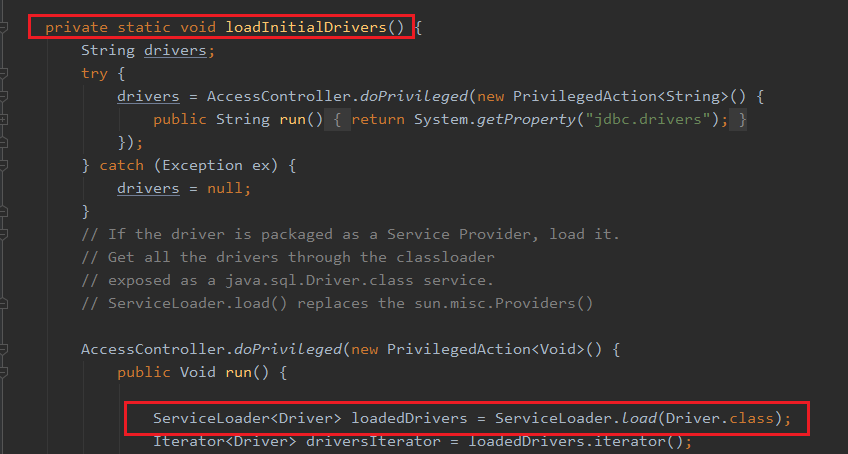 private static void loadInitialDrivers() {
String drivers;
try {
drivers = AccessController.doPrivileged(new PrivilegedAction<String>() {
public String run() { return System.getProperty("jdbc.drivers"); }
});
} catch (Exception ex) {
drivers = null;
}
// If the driver is packaged as a Service Provider, load it.
// Get all the drivers through the classloader
// exposed as a java.sql.Driver.class service.
// ServiceLoader.load() replaces the sun.misc.Providers()
AccessController.doPrivileged(new PrivilegedAction<Void>() {
public Void run() {
ServiceLoader<Driver> loadedDrivers = ServiceLoader.load(Driver.class);
Iterator<Driver> driversIterator = loadedDrivers.iterator();